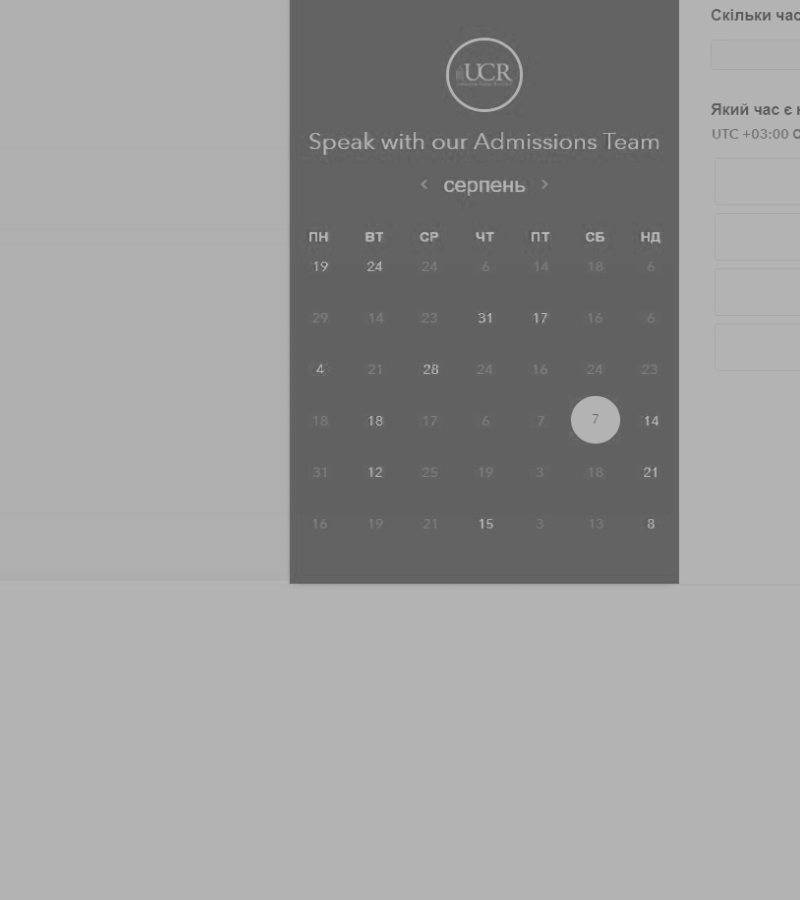 UCR
Speak with our Admissions Team
‹ серпень ›
ПН ВТ СР ЧТ ПТ СБ НД
19 24 24 6 14 18 6
29 14 23 31 17 16 6
4 21 28 24 16 24 23
18 18 17 6 7 7 14
31 12 25 19 3 18 21
16 19 21 15 3 13 8
Скільки час
Який час є
UTC +03:00